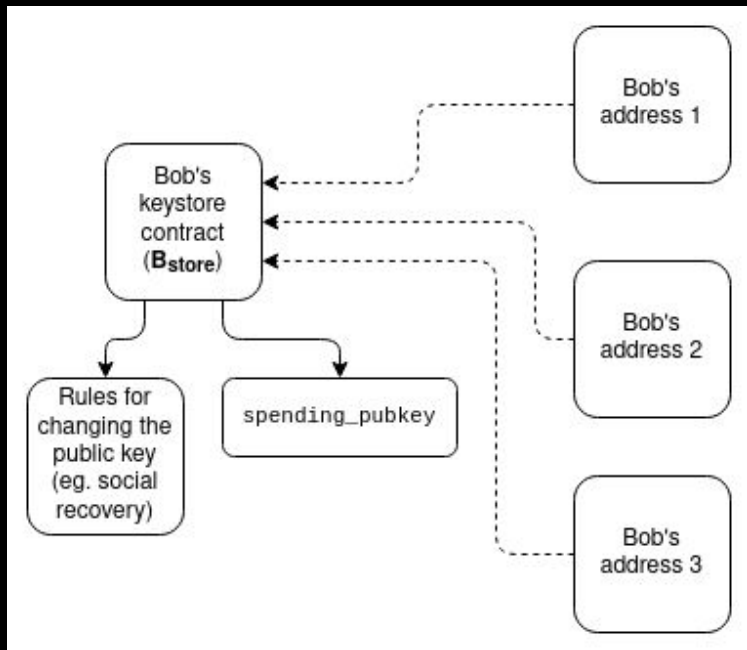 Bob's
address 1
Bob's
keystore
contract
(B_store)
Bob's
address 2
Rules for
changing the
public key
(eg. social
recovery)
spending_pubkey
Bob's
address 3